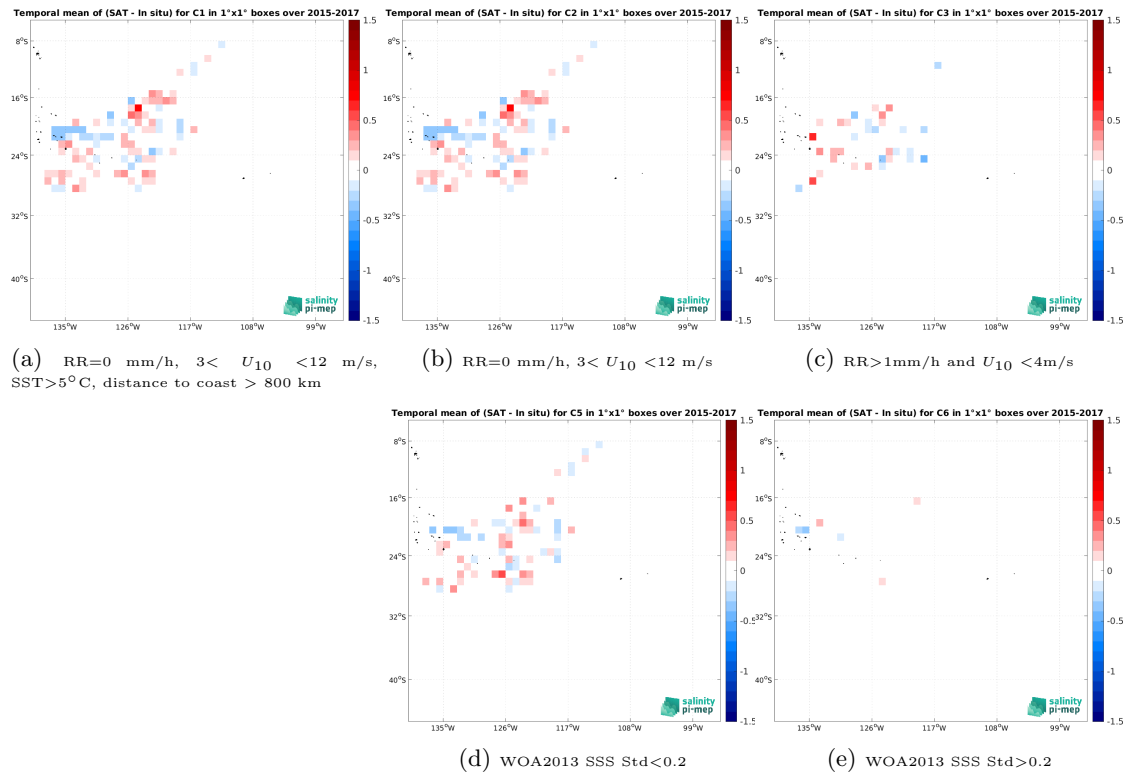 Temporal mean of (SAT - In situ) for C1 in 1°x1° boxes over 2015-2017
8°S
16°S
24°S
32°S
40°S
135°W 126°W 117°W 108°W 99°W
1.5
1
0.5
0
-0.5
-1
-1.5
salinity
pi-mep
(a) RR=0 mm/h, 3< U10 <12 m/s,
SST>5°C, distance to coast > 800 km
Temporal mean of (SAT - In situ) for C2 in 1°x1° boxes over 2015-2017
8°S
16°S
24°S
32°S
40°S
135°W 126°W 117°W 108°W 99°W
1.5
1
0.5
0
-0.5
-1
-1.5
salinity
pi-mep
(b) RR=0 mm/h, 3< U10 <12 m/s
Temporal mean of (SAT - In situ) for C3 in 1°x1° boxes over 2015-2017
8°S
16°S
24°S
32°S
40°S
135°W 126°W 117°W 108°W 99°W
1.5
1
0.5
0
-0.5
-1
-1.5
salinity
pi-mep
(c) RR>1mm/h and U10 <4m/s
Temporal mean of (SAT - In situ) for C5 in 1°x1° boxes over 2015-2017
8°S
16°S
24°S
32°S
40°S
135°W 126°W 117°W 108°W 99°W
1.5
1
0.5
0
-0.5
-1
-1.5
salinity
pi-mep
(d) WOA2013 SSS Std<0.2
Temporal mean of (SAT - In situ) for C6 in 1°x1° boxes over 2015-2017
8°S
16°S
24°S
32°S
40°S
135°W 126°W 117°W 108°W 99°W
1.5
1
0.5
0
-0.5
-1
-1.5
salinity
pi-mep
(e) WOA2013 SSS Std>0.2